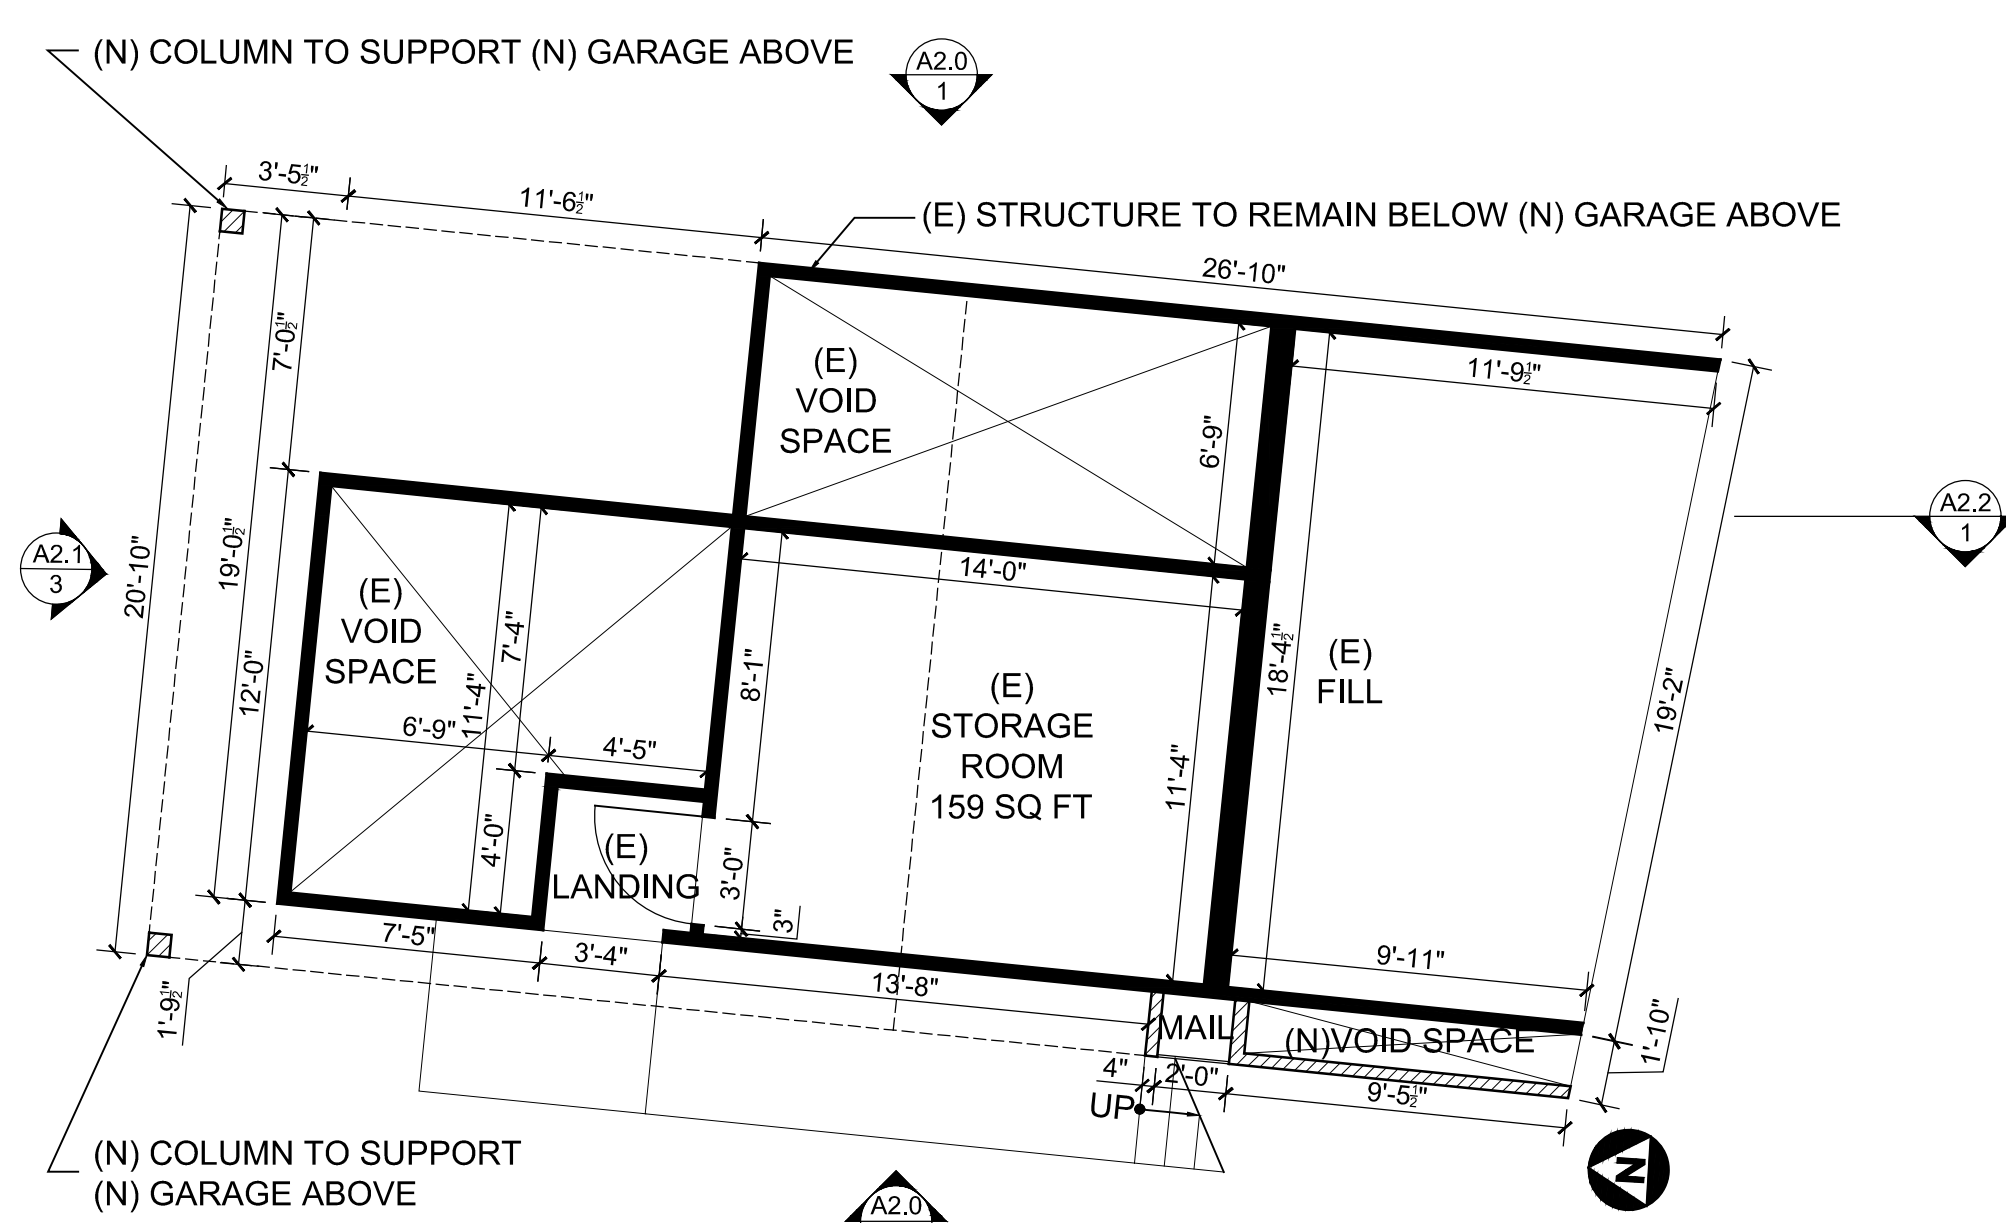 (N) COLUMN TO SUPPORT (N) GARAGE ABOVE
A2.0
1
3'-5½"
11'-6½"
(E) STRUCTURE TO REMAIN BELOW (N) GARAGE ABOVE
26'-10"
7'-0½"
11'-9½"
(E)
VOID
SPACE
6'-9"
A2.2
1
A2.1
3
20'-10"
19'-0½"
12'-0"
(E)
VOID
SPACE
7'-4"
11'-4"
6'-9"
4'-5"
4'-0"
14'-0"
8'-1"
(E)
STORAGE
ROOM
159 SQ FT
11'-4"
18'-4½"
(E)
FILL
19'-2"
(E)
LANDING
3'-0"
3"
7'-5"
3'-4"
13'-8"
9'-11"
1'-9½"
MAIL
(N)VOID SPACE
1'-10"
4"
2'-0"
9'-5½"
UP
N
(N) COLUMN TO SUPPORT
(N) GARAGE ABOVE
A2.0